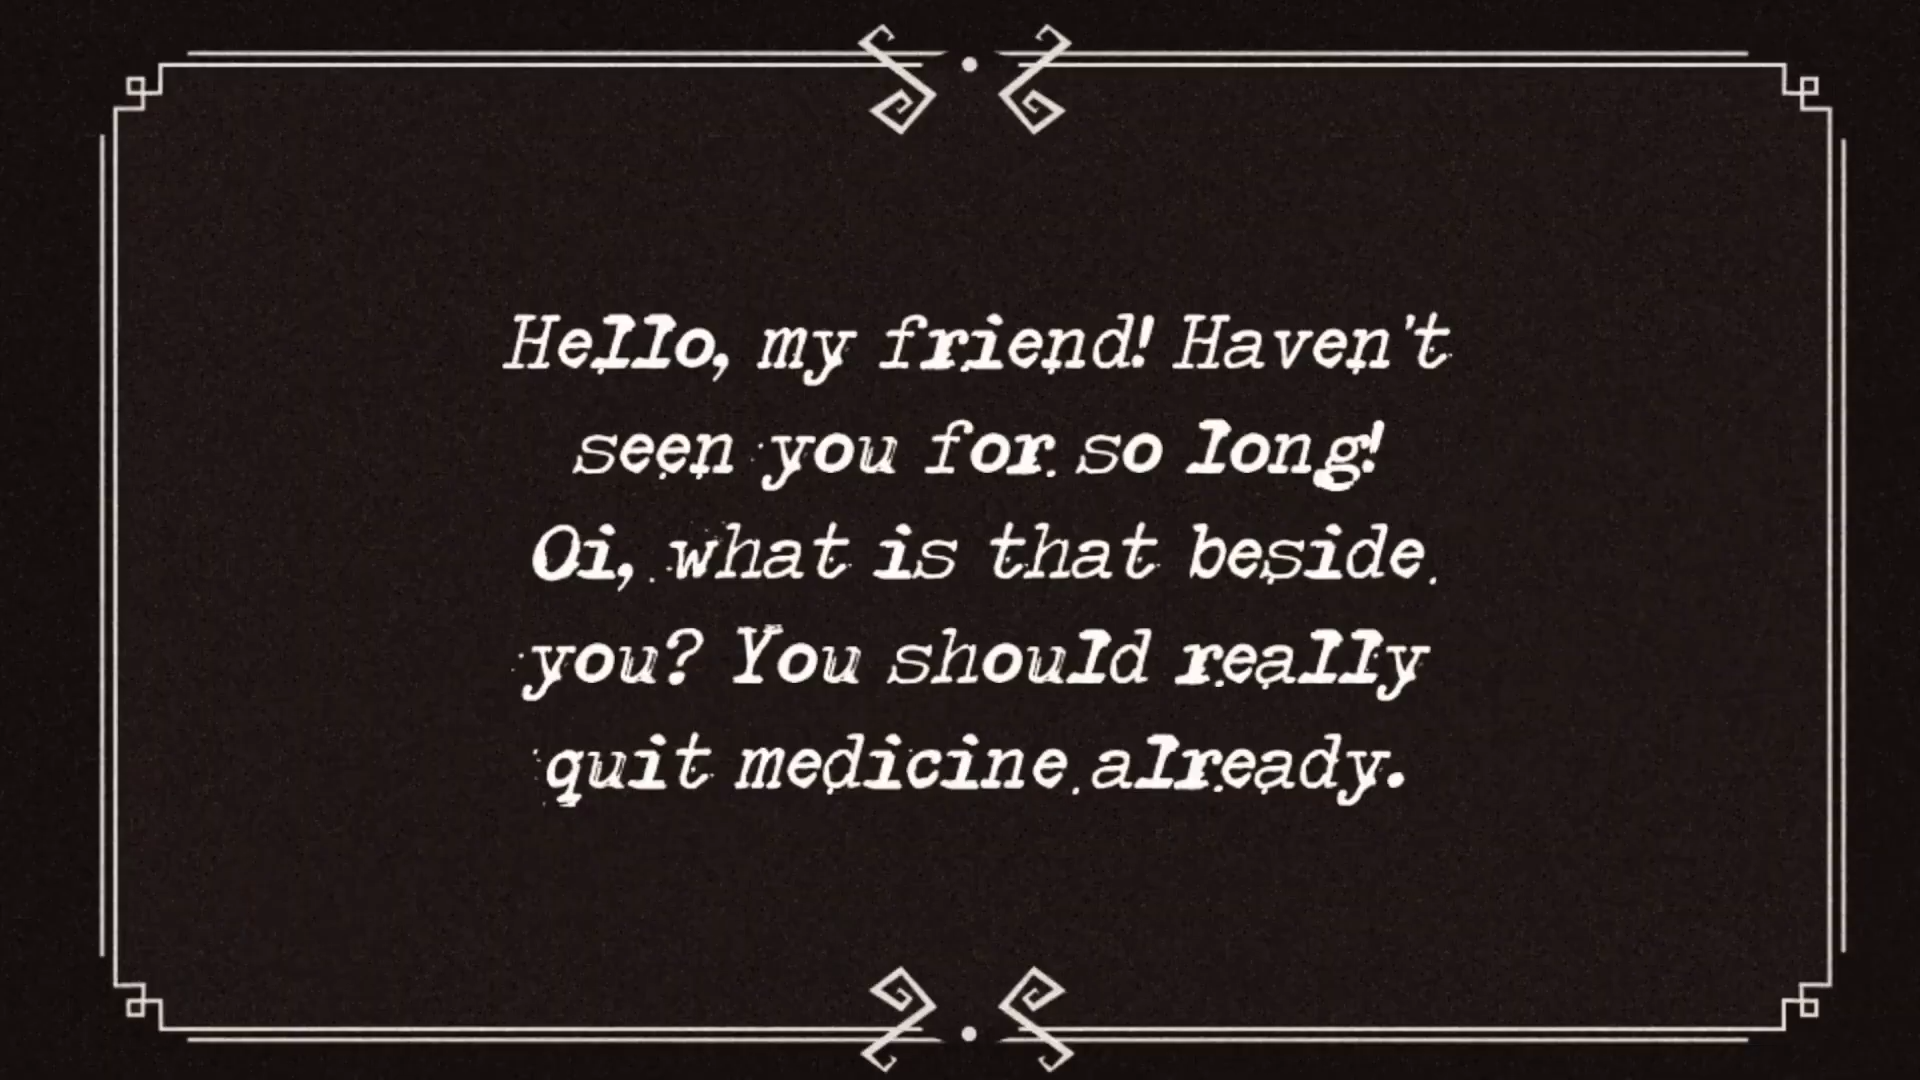 Hello, my friend! Haven't
seen you for so long!
Oi, what is that beside
you? You should really
quit medicine already.